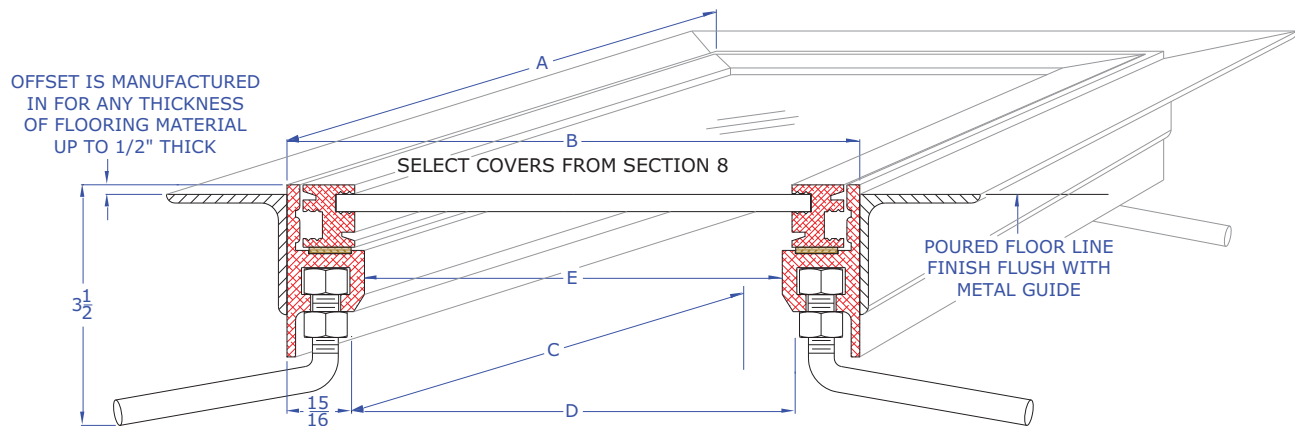 A
OFFSET IS MANUFACTURED
IN FOR ANY THICKNESS
OF FLOORING MATERIAL
UP TO 1/2" THICK
B
SELECT COVERS FROM SECTION 8
POURED FLOOR LINE
FINISH FLUSH WITH
METAL GUIDE
E
3 1/2
C
15/16
D